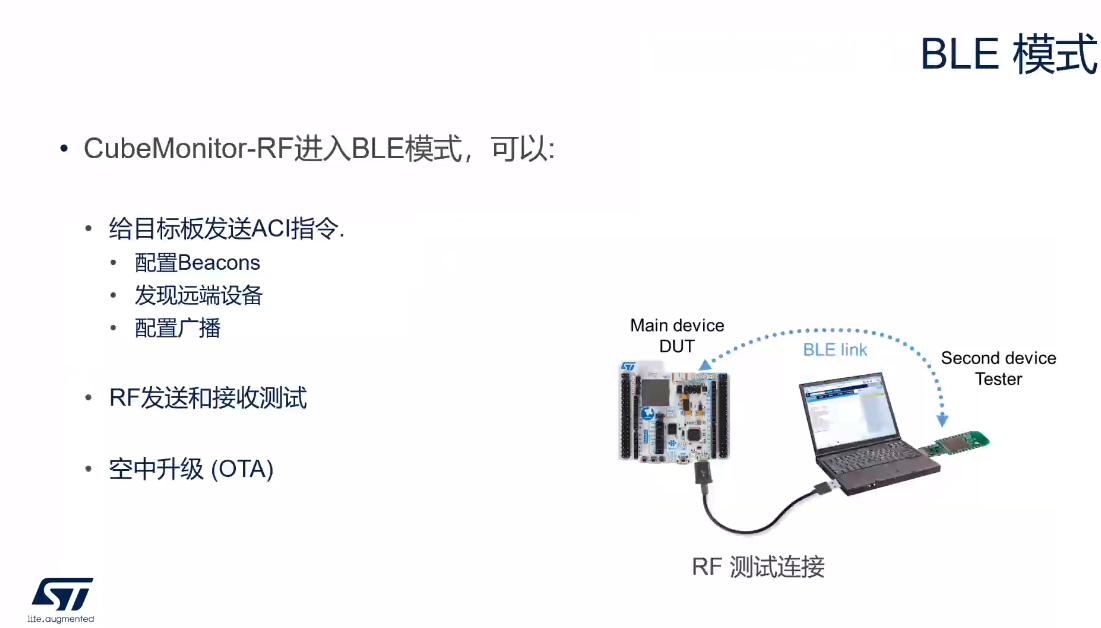 BLE 模式
• CubeMonitor-RF进入BLE模式，可以:
• 给目标板发送ACI指令.
• 配置Beacons
• 发现远端设备
• 配置广播
• RF发送和接收测试
• 空中升级 (OTA)
Main device
DUT
BLE link
Second device
Tester
RF 测试连接
ST
life.augmented